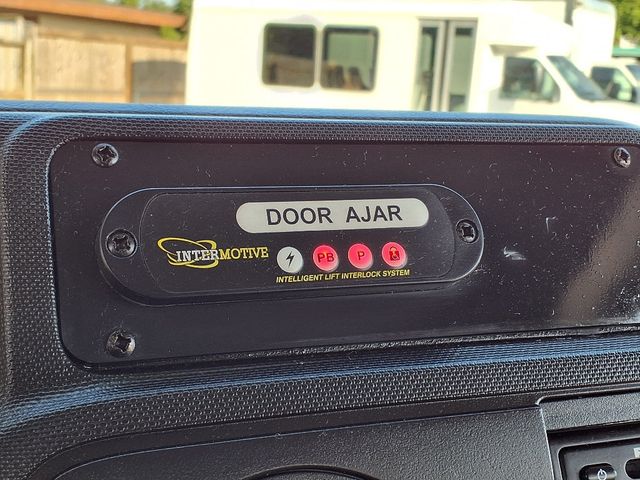 DOOR AJAR
INTERMOTIVE
PB P
INTELLIGENT LIFT INTERLOCK SYSTEM